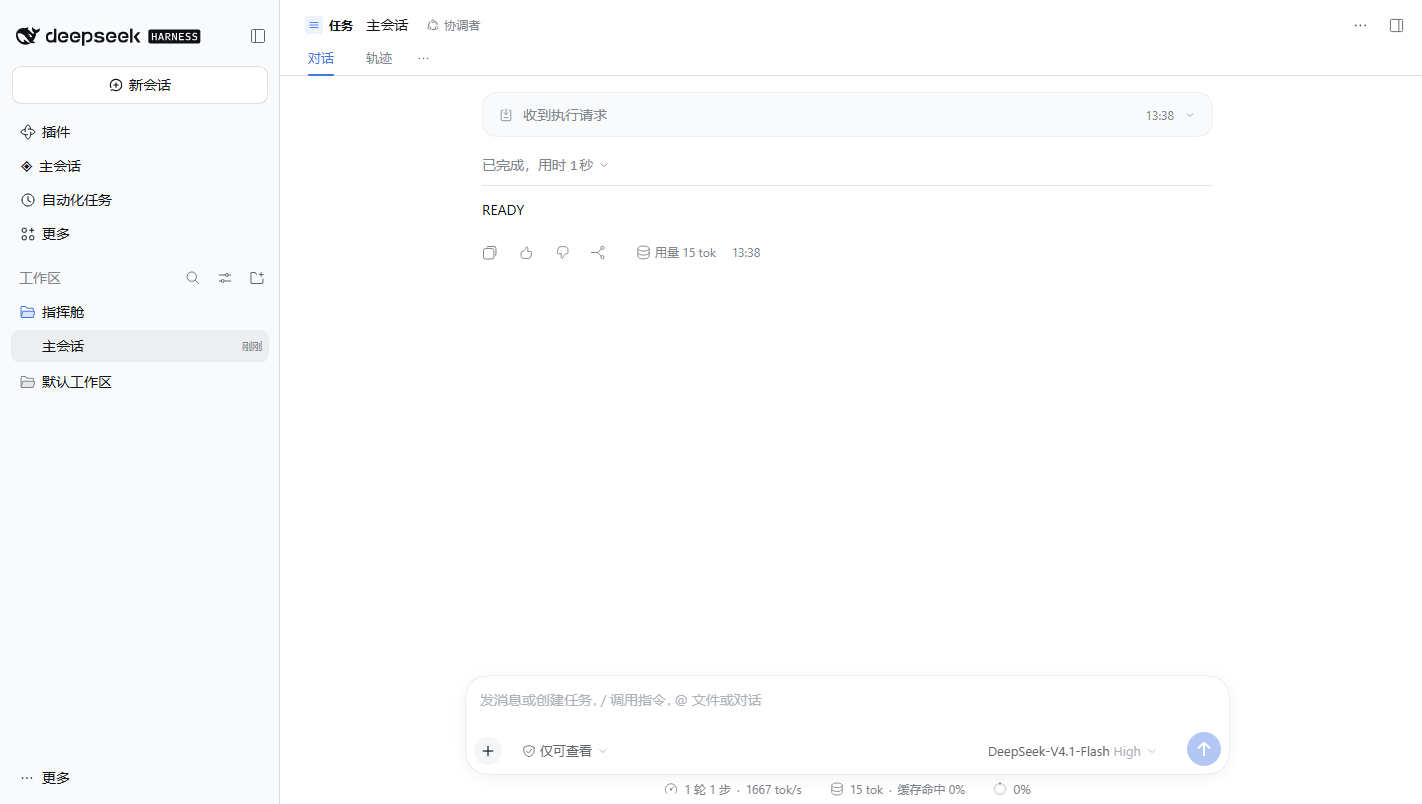 deepseek HARNESS
新会话
插件
主会话
自动化任务
更多
工作区
指挥舱
主会话 刚刚
默认工作区
更多
任务 主会话 协调者
对话 轨迹 ...
收到执行请求 13:38
已完成，用时 1秒
READY
用量 15 tok 13:38
发消息或创建任务, / 调用指令, @ 文件或对话
仅可查看 DeepSeek-V4.1-Flash High
1 轮 1 步 · 1667 tok/s 15 tok · 缓存命中 0% 0%